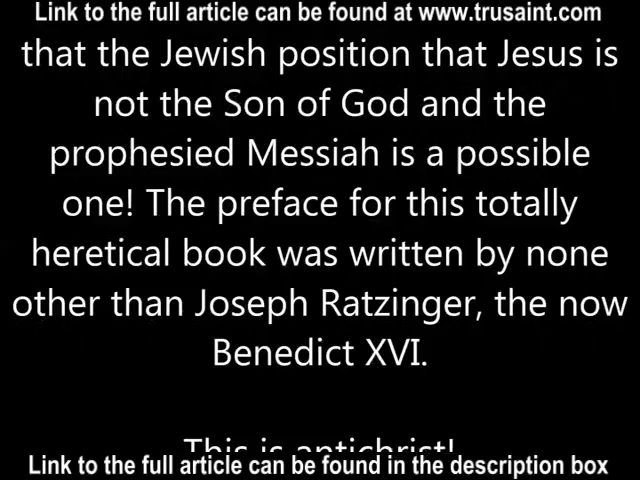 Link to the full article can be found at www.trusaint.com
that the Jewish position that Jesus is
not the Son of God and the
prophesied Messiah is a possible
one! The preface for this totally
heretical book was written by none
other than Joseph Ratzinger, the now
Benedict XVI.
This is antichrist!
Link to the full article can be found in the description box